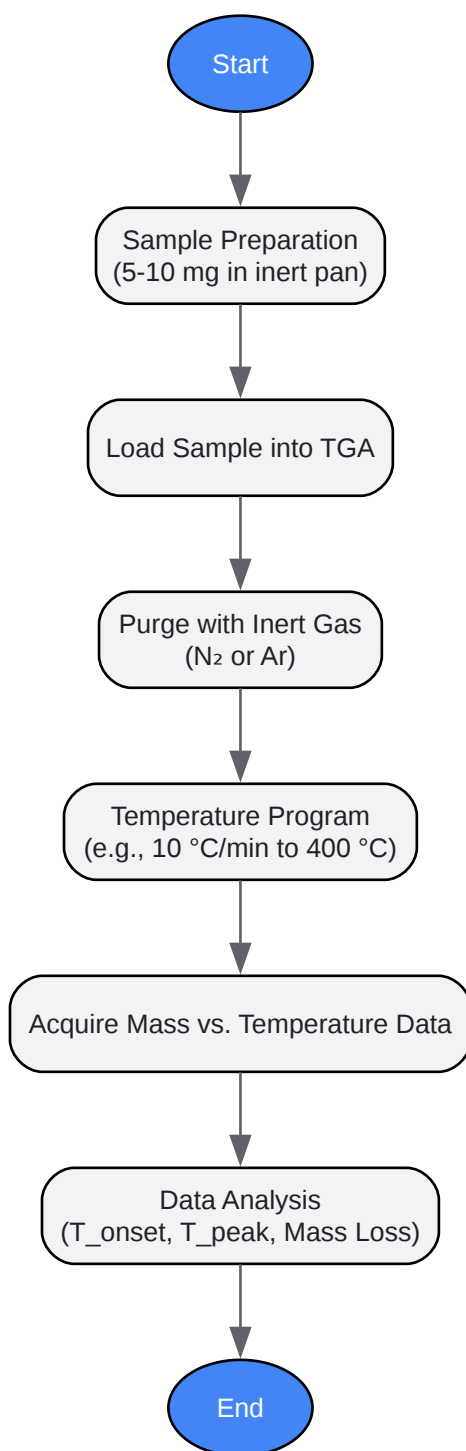 Start
Sample Preparation
(5-10 mg in inert pan)
Load Sample into TGA
Purge with Inert Gas
(N₂ or Ar)
Temperature Program
(e.g., 10 °C/min to 400 °C)
Acquire Mass vs. Temperature Data
Data Analysis
(T_onset, T_peak, Mass Loss)
End